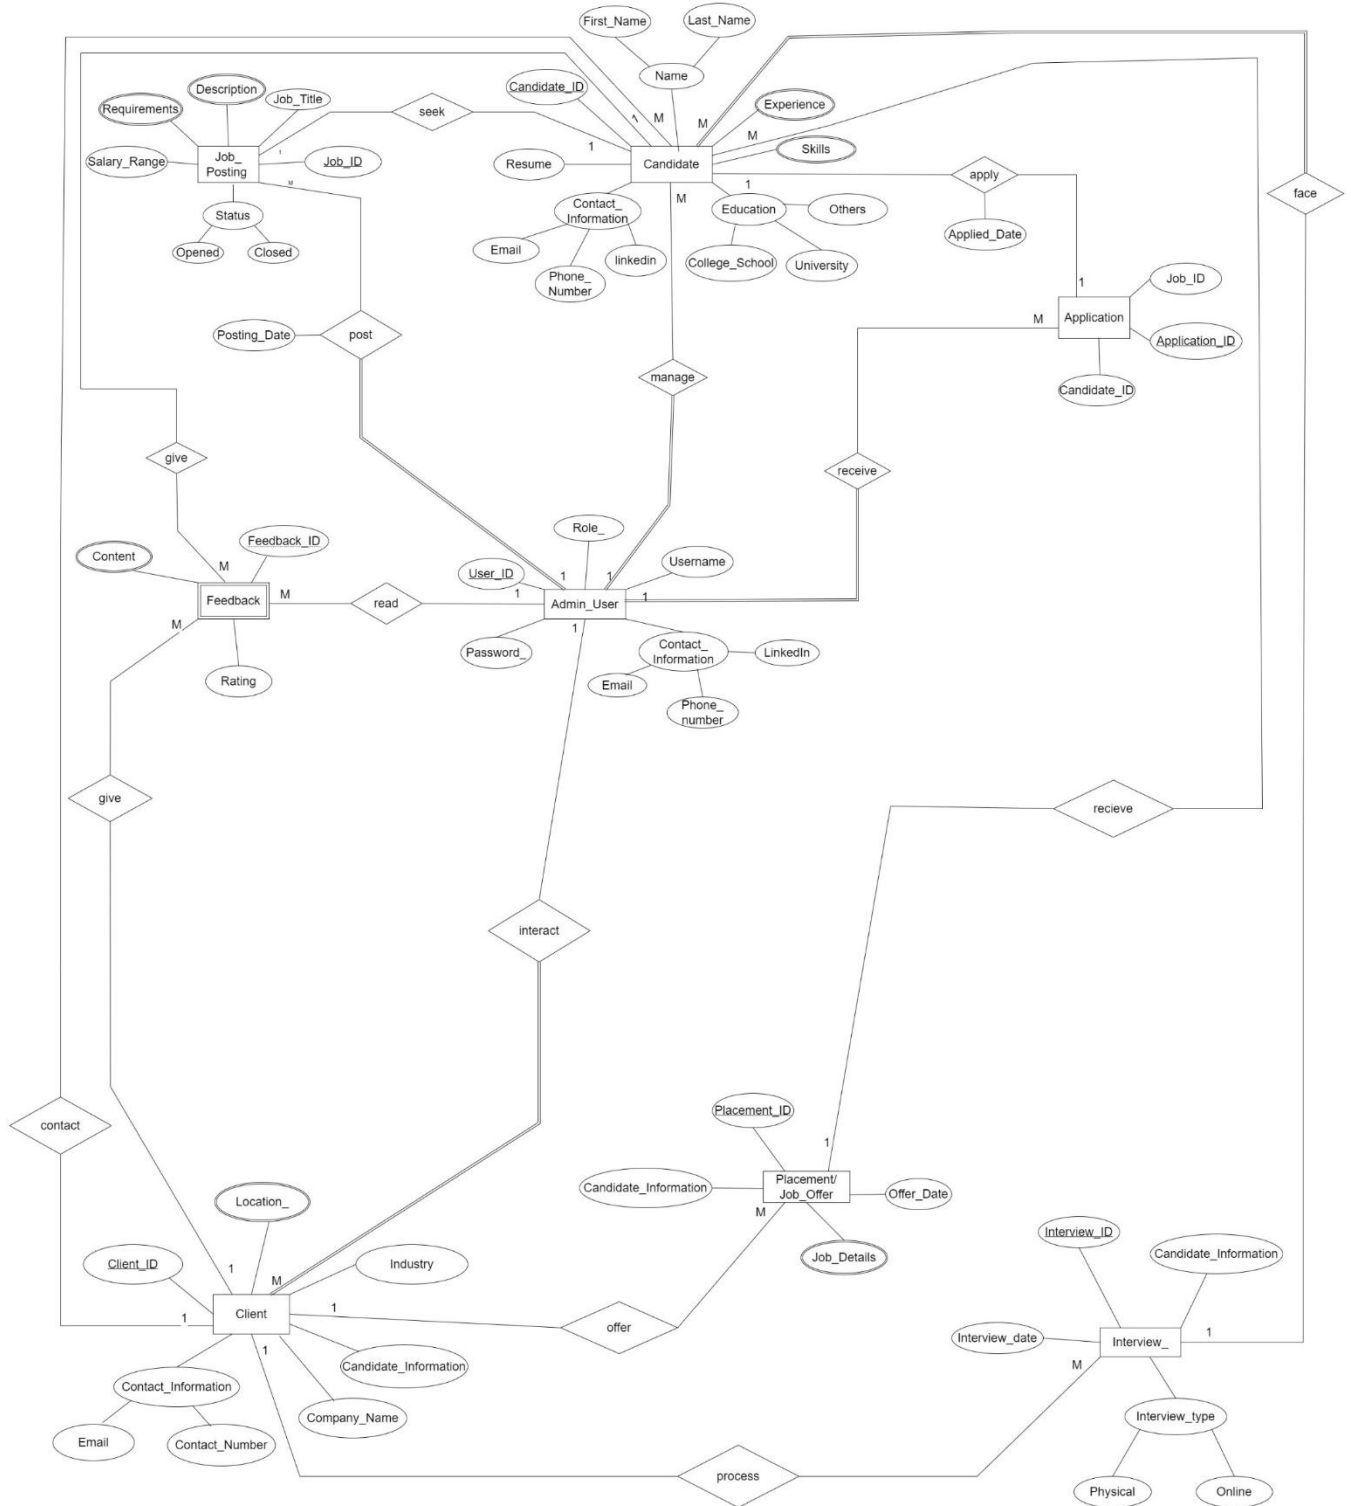 First_Name
Last_Name
Name
M
Candidate_ID
Experience
Skills
Description
Requirements
Job_Title
Salary_Range
Job_
Posting
1
Job_ID
M
Status
Opened
Closed
seek
1
1
M
M
M
Candidate
Resume
M
1
Contact_
Information
Email
Phone_
Number
linkedin
Education
Others
College_School
University
apply
Applied_Date
face
1
Application
Job_ID
Application_ID
Candidate_ID
M
Posting_Date
post
manage
receive
give
Content
Feedback_ID
M
Feedback
M
M
Rating
read
1
User_ID
1
Role_
1
Username
1
Admin_User
1
Password_
Contact_
Information
LinkedIn
Email
Phone_
number
give
recieve
interact
contact
Placement_ID
1
Candidate_Information
Placement/
Job_Offer
Offer_Date
M
Job_Details
Location_
Client_ID
Industry
1
M
Client
1
1
1
offer
Candidate_Information
Company_Name
Contact_Information
Email
Contact_Number
process
Interview_ID
Candidate_Information
Interview_date
Interview_
1
M
Interview_type
Physical
Online